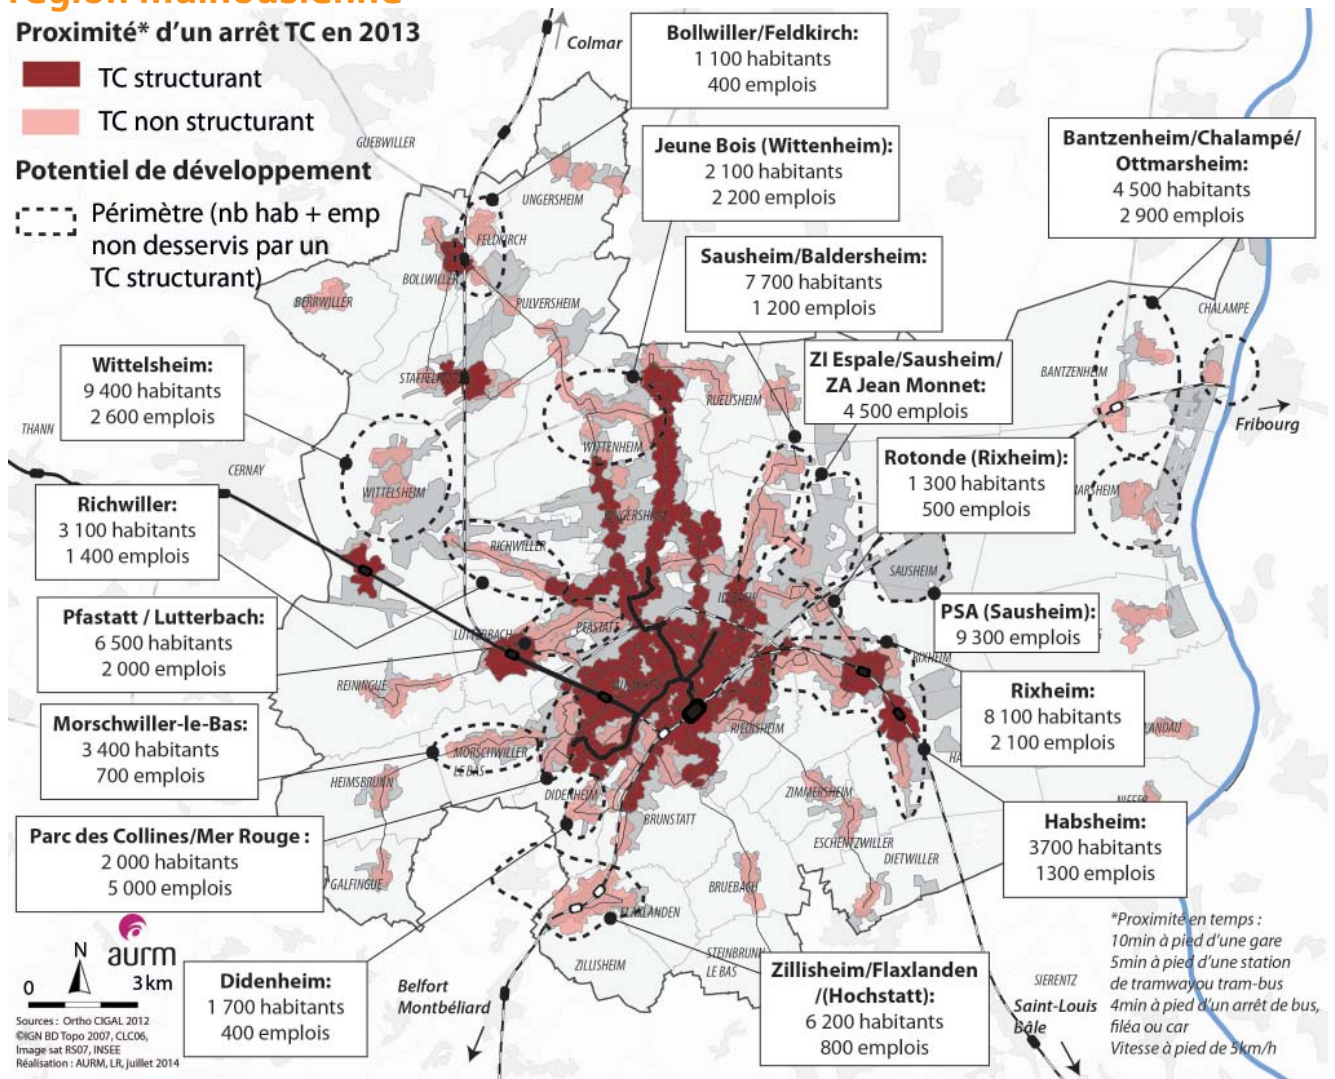 région mulhousienne
Proximité* d'un arrêt TC en 2013
TC structurant
TC non structurant
Potentiel de développement
Périmètre (nb hab + emp
non desservis par un
TC structurant)
Colmar
Bollwiller/Feldkirch:
1 100 habitants
400 emplois
Jeune Bois (Wittenheim):
2 100 habitants
2 200 emplois
Bantzenheim/Chalampé/
Ottmarsheim:
4 500 habitants
2 900 emplois
Sausheim/Baldersheim:
7 700 habitants
1 200 emplois
ZI Espale/Sausheim/
ZA Jean Monnet:
4 500 emplois
Wittelsheim:
9 400 habitants
2 600 emplois
Rotonde (Rixheim):
1 300 habitants
500 emplois
Richwiller:
3 100 habitants
1 400 emplois
Pfastatt / Lutterbach:
6 500 habitants
2 000 emplois
PSA (Sausheim):
9 300 emplois
Rixheim:
8 100 habitants
2 100 emplois
Morschwiller-le-Bas:
3 400 habitants
700 emplois
Habsheim:
3700 habitants
1300 emplois
Parc des Collines/Mer Rouge :
2 000 habitants
5 000 emplois
Didenheim:
1 700 habitants
400 emplois
Zillisheim/Flaxlanden
/(Hochstatt):
6 200 habitants
800 emplois
GUEBWILLER
UNGERSHEIM
FELDKIRCH
BOLLWILLER
BERRWILLER
PULVERSHEIM
CHALAMPE
BANTZENHEIM
Fribourg
RUELISHEIM
THANN
CERNAY
WITTENHEIM
WITTELSHEIM
RICHWILLER
SAUSHEIM
LUTTERBACH
PFASTATT
RIXHEIM
REININGUE
RIEDISHEIM
MORSCHWILLER
LE BAS
HEIMSBRUNN
DIDENHEIM
BRUNSTATT
ZIMMERSHEIM
ESCHENTZWILLER
DIETWILLER
NIFFER
GALFINGUE
BRUEBACH
FLAXLANDEN
ZILLISHEIM
STEINBRUNN
LE BAS
SIERENTZ
Belfort
Montbéliard
Saint-Louis
Bâle
*Proximité en temps :
10min à pied d'une gare
5min à pied d'une station
de tramwayou tram-bus
4min à pied d'un arrêt de bus,
filéa ou car
Vitesse à pied de 5km/h
N
aurm
0 3 km
Sources : Ortho CIGAL 2012
©IGN BD Topo 2007, CLC06,
Image sat RS07, INSEE
Réalisation : AURM, LR, juillet 2014